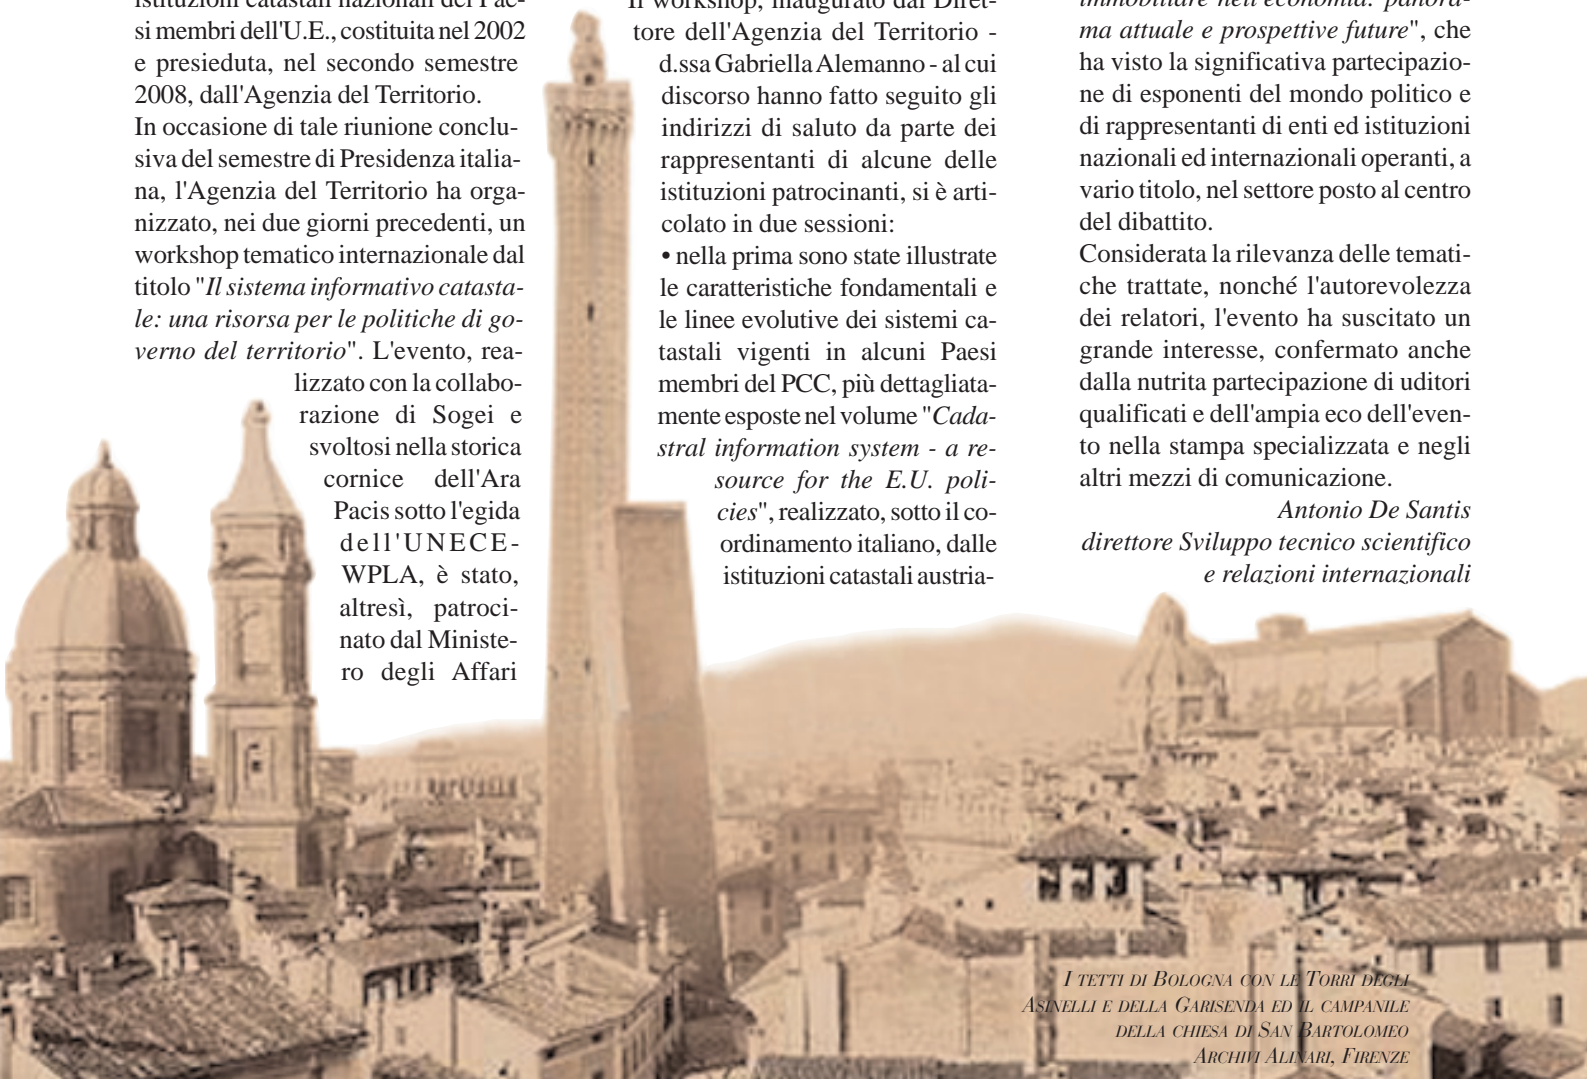 istituzioni catastali nazionali dei Pae-
si membri dell'U.E., costituita nel 2002
e presieduta, nel secondo semestre
2008, dall'Agenzia del Territorio.
In occasione di tale riunione conclu-
siva del semestre di Presidenza italia-
na, l'Agenzia del Territorio ha orga-
nizzato, nei due giorni precedenti, un
workshop tematico internazionale dal
titolo "Il sistema informativo catasta-
le: una risorsa per le politiche di go-
verno del territorio". L'evento, rea-
lizzato con la collabo-
razione di Sogei e
svoltosi nella storica
cornice dell'Ara
Pacis sotto l'egida
dell'UNECE-
WPLA, è stato,
altresì, patroci-
nato dal Ministe-
ro degli Affari
Il workshop, inaugurato dal Diret-
tore dell'Agenzia del Territorio -
d.ssa Gabriella Alemanno - al cui
discorso hanno fatto seguito gli
indirizzi di saluto da parte dei
rappresentanti di alcune delle
istituzioni patrocinanti, si è arti-
colato in due sessioni:
• nella prima sono state illustrate
le caratteristiche fondamentali e
le linee evolutive dei sistemi ca-
tastali vigenti in alcuni Paesi
membri del PCC, più dettagliata-
mente esposte nel volume "Cada-
stral information system - a re-
source for the E.U. poli-
cies", realizzato, sotto il co-
ordinamento italiano, dalle
istituzioni catastali austria-
immobiliare nell'economia: panora-
ma attuale e prospettive future", che
ha visto la significativa partecipazio-
ne di esponenti del mondo politico e
di rappresentanti di enti ed istituzioni
nazionali ed internazionali operanti, a
vario titolo, nel settore posto al centro
del dibattito.
Considerata la rilevanza delle temati-
che trattate, nonché l'autorevolezza
dei relatori, l'evento ha suscitato un
grande interesse, confermato anche
dalla nutrita partecipazione di uditori
qualificati e dell'ampia eco dell'even-
to nella stampa specializzata e negli
altri mezzi di comunicazione.
Antonio De Santis
direttore Sviluppo tecnico scientifico
e relazioni internazionali
I tetti di Bologna con le Torri degli
Asinelli e della Garisenda ed il campanile
della chiesa di San Bartolomeo
Archivi Alinari, Firenze